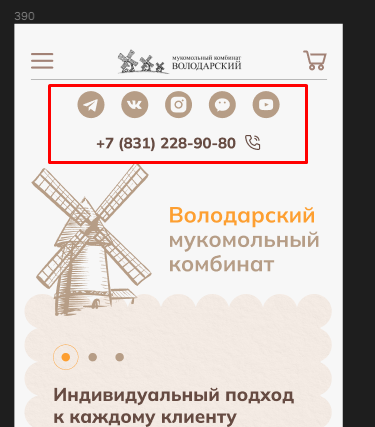 390
мукомольный комбинат
ВОЛОДАРСКИЙ
+7 (831) 228-90-80
Володарский
мукомольный
комбинат
Индивидуальный подход
к каждому клиенту